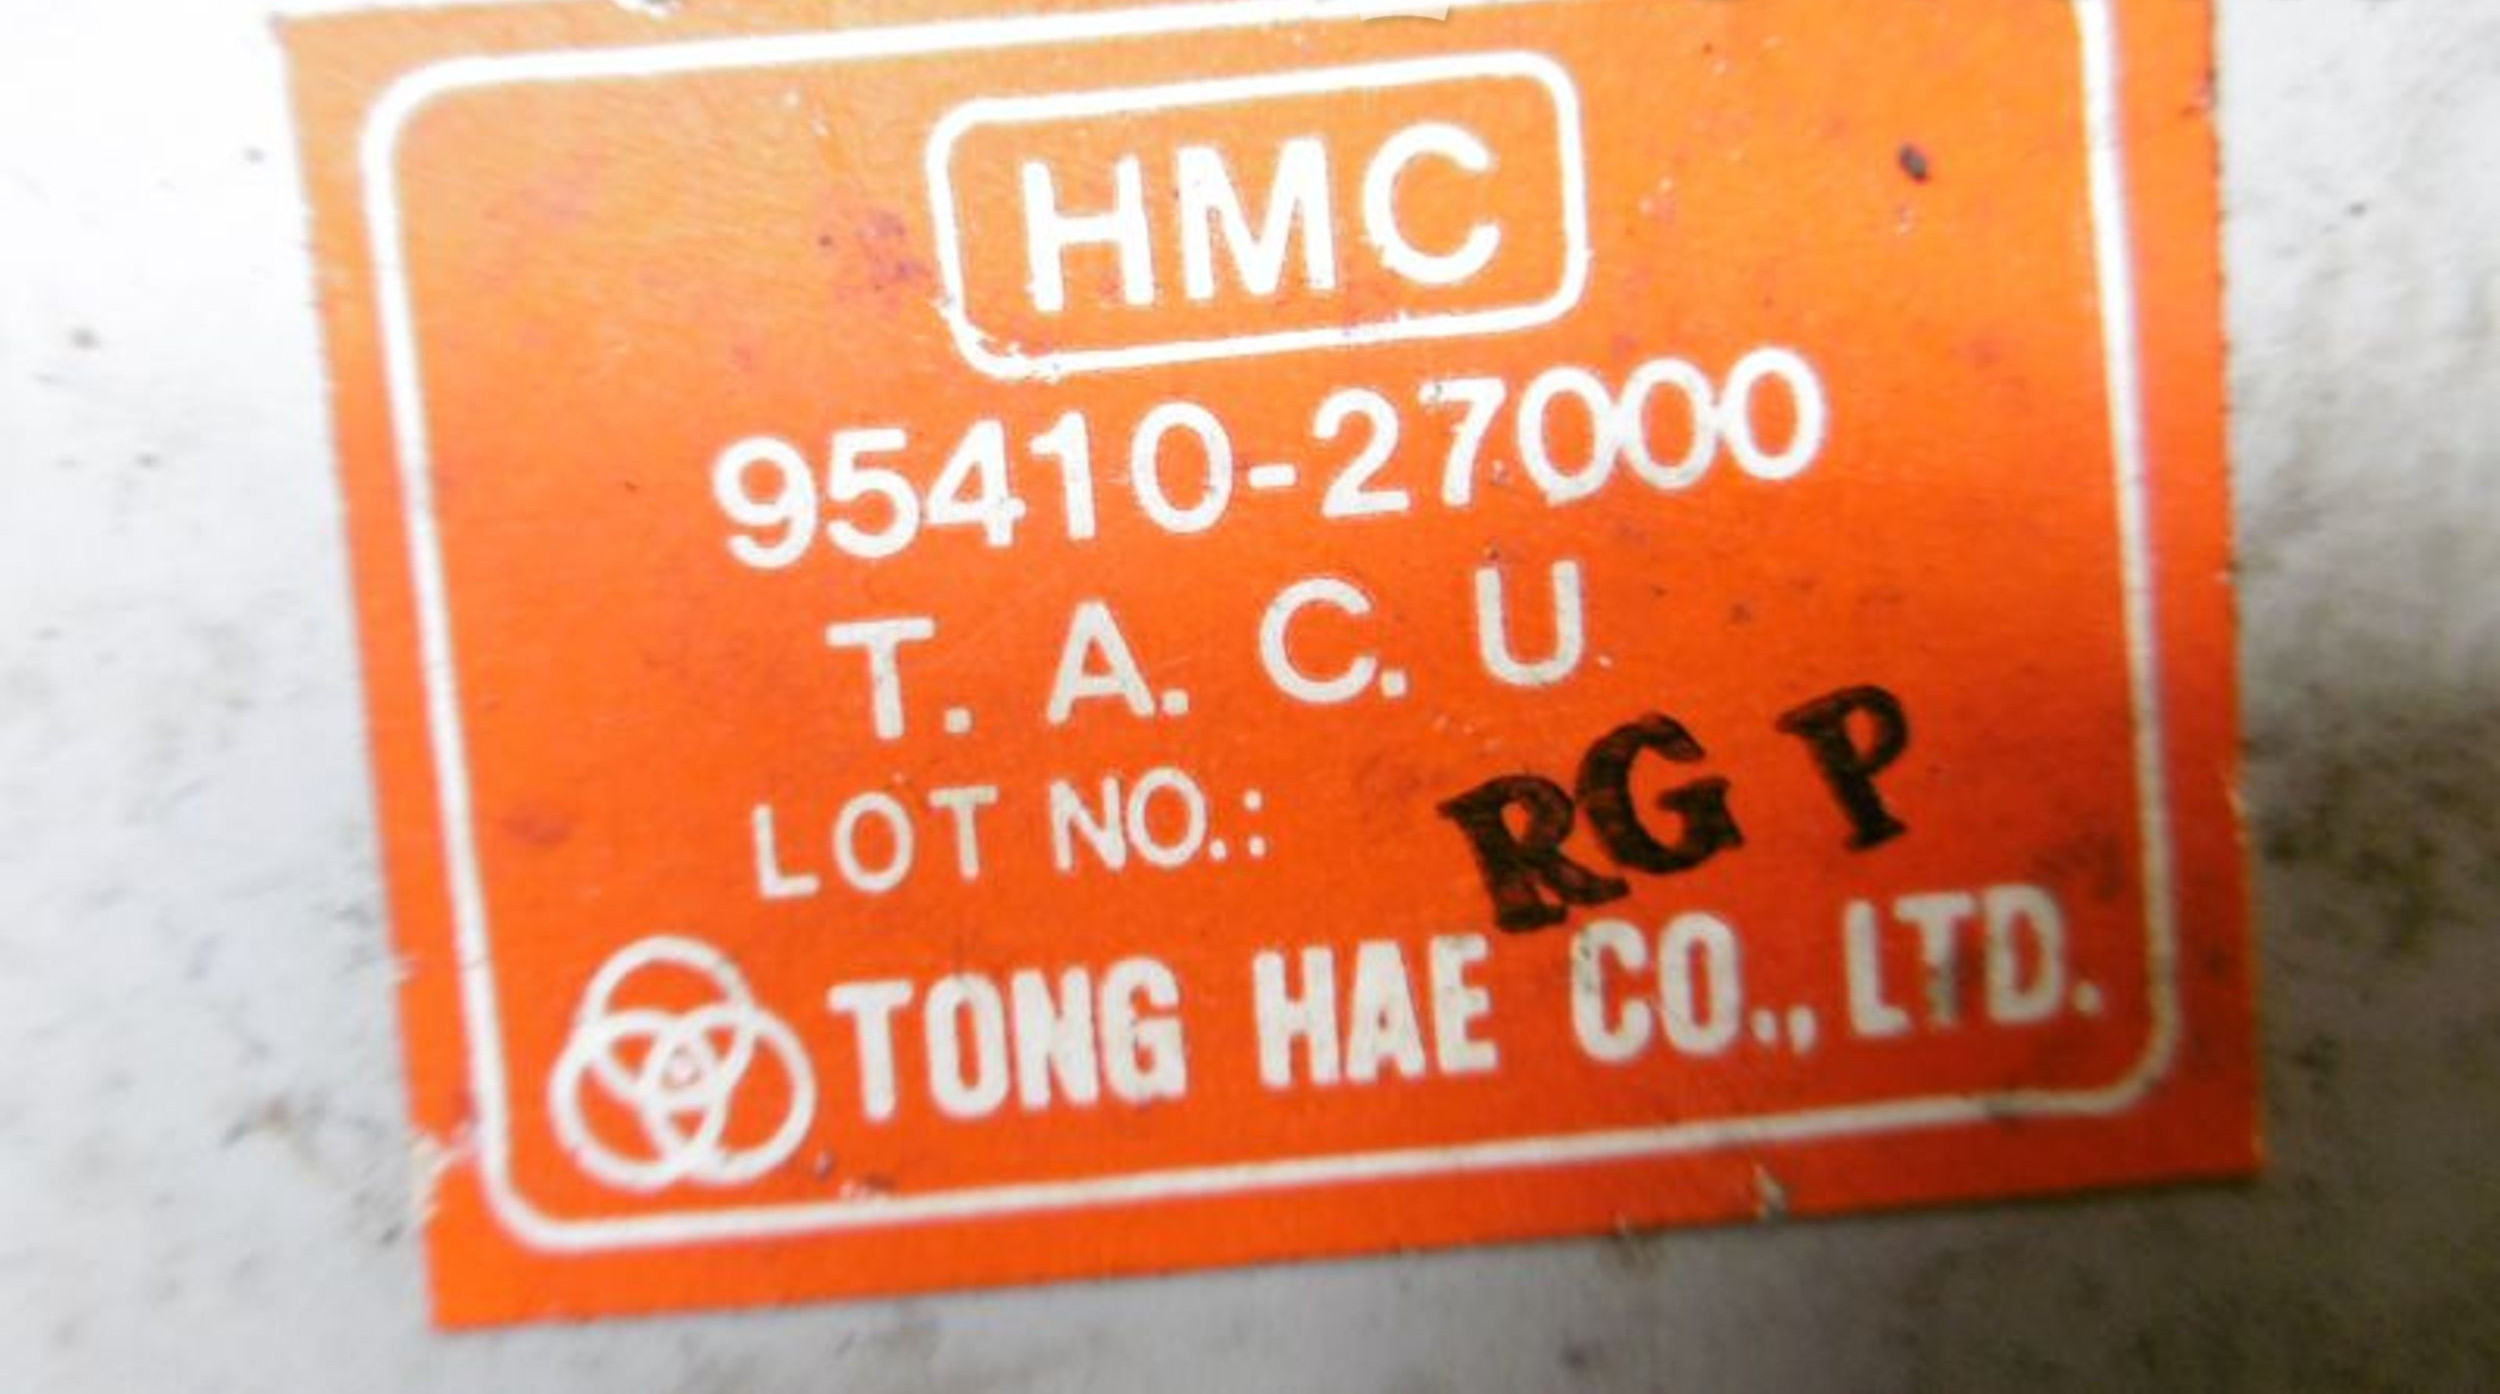 HMC
95410-27000
T. A. C. U
LOT NO.: RG P
TONG HAE CO., LTD.